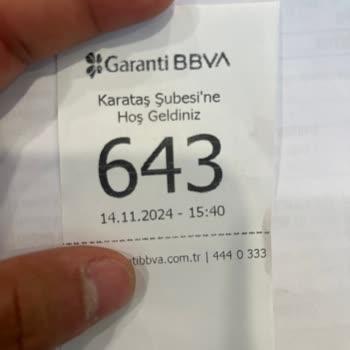 Garanti BBVA
Karataş Şubesi'ne
Hoş Geldiniz
643
14.11.2024 - 15:40
| 444 0 333